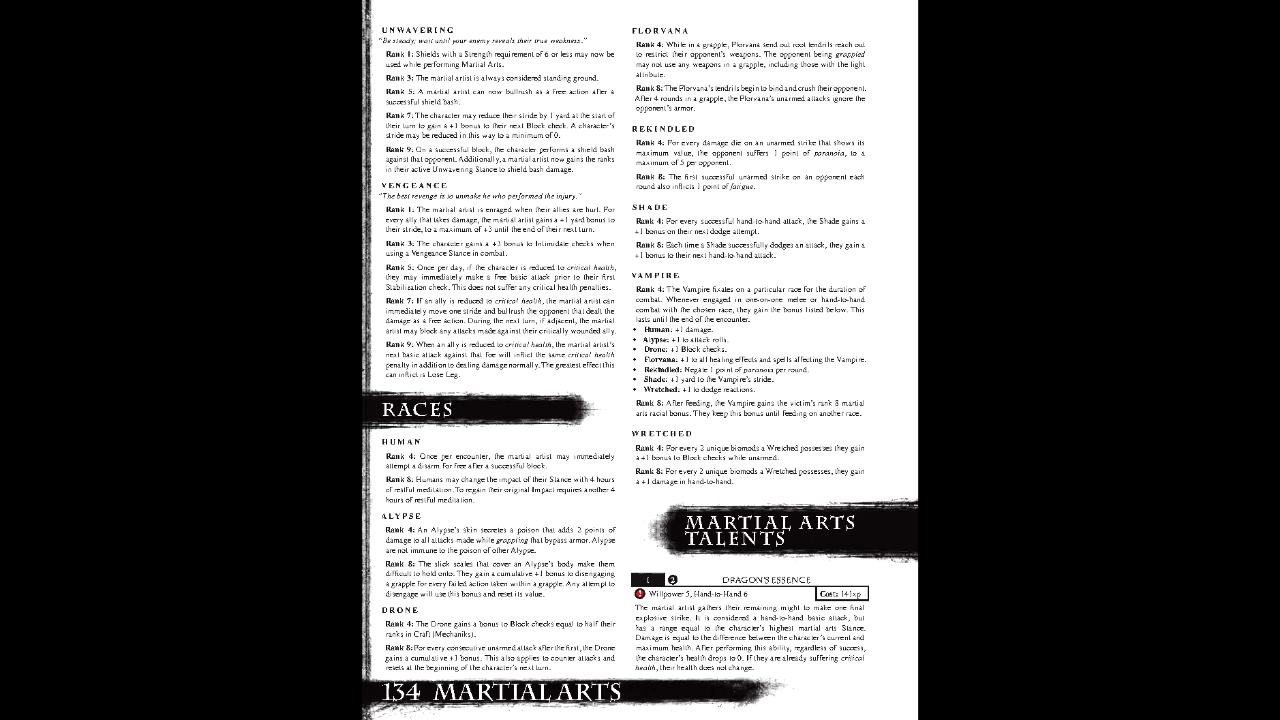 UNWAVERING
"Be steady; wait until your enemy reveals their true weakness."
Rank 1: Shields with a Strength requirement of 6 or less may now be
used while performing Martial Arts.
Rank 3: The martial artist is always considered standing ground.
Rank 5: A martial artist can now bullrush as a free action after a
successful shield bash.
Rank 7: The character may reduce their stride by 1 yard at the start of
their turn to gain a +1 bonus to their next Block check. A character's
stride may be reduced in this way to a minimum of 0.
Rank 9: On a successful block, the character performs a shield bash
against that opponent. Additionally, a martial artist now gains the ranks
in their active Unwavering Stance to shield bash damage.
VENGEANCE
"The best revenge is to unmake he who performed the injury."
Rank 1: The martial artist is enraged when their allies are hurt. For
every ally that takes damage, the martial artist gains a +1 yard bonus to
their stride, to a maximum of +3 until the end of their next turn.
Rank 3: The character gains a +3 bonus to Intimidate checks when
using a Vengeance Stance in combat.
Rank 5: Once per day, if the character is reduced to critical health,
they may immediately make a free basic attack prior to their first
Stabilization check. This does not suffer any critical health penalties.
Rank 7: If an ally is reduced to critical health, the martial artist can
immediately move one stride and bullrush the opponent that dealt the
damage as a free action. During the next turn, if adjacent, the martial
artist may block any attacks made against their critically wounded ally.
Rank 9: When an ally is reduced to critical health, the martial artist's
next basic attack against that foe will inflict the same critical health
penalty in addition to dealing damage normally. The greatest effect this
can inflict is Lose Leg.
RACES
HUMAN
Rank 4: Once per encounter, the martial artist may immediately
attempt a disarm for free after a successful block.
Rank 8: Humans may change the impact of their Stance with 4 hours
of restful meditation. To regain their original Impact requires another 4
hours of restful meditation.
ALYPSE
Rank 4: An Alypse's skin secretes a poison that adds 2 points of
damage to all attacks made while grappling that bypass armor. Alypse
are not immune to the poison of other Alypse.
Rank 8: The slick scales that cover an Alypse's body make them
difficult to hold onto. They gain a cumulative +1 bonus to disengaging
a grapple for every failed action taken within a grapple. Any attempt to
disengage will use this bonus and reset its value.
DRONE
Rank 4: The Drone gains a bonus to Block checks equal to half their
ranks in Craft (Mechaniks).
Rank 8: For every consecutive unarmed attack after the first, the Drone
gains a cumulative +1 bonus. This also applies to counter attacks and
resets at the beginning of the character's next turn.
134 MARTIAL ARTS
FLORVANA
Rank 4: While in a grapple, Florvana send out root tendrils reach out
to restrict their opponent's weapons. The opponent being grappled
may not use any weapons in a grapple, including those with the light
attribute.
Rank 8: The Florvana's tendrils begin to bind and crush their opponent.
After 4 rounds in a grapple, the Florvana's unarmed attacks ignore the
opponent's armor.
REKINDLED
Rank 4: For every damage die on an unarmed strike that shows its
maximum value, the opponent suffers 1 point of paranoia, to a
maximum of 5 per opponent.
Rank 8: The first successful unarmed strike on an opponent each
round also inflicts 1 point of fatigue.
SHADE
Rank 4: For every successful hand-to-hand attack, the Shade gains a
+1 bonus on their next dodge attempt.
Rank 8: Each time a Shade successfully dodges an attack, they gain a
+1 bonus to their next hand-to-hand attack.
VAMPIRE
Rank 4: The Vampire fixates on a particular race for the duration of
combat. Whenever engaged in one-on-one melee or hand-to-hand
combat with the chosen race, they gain the bonus listed below. This
lasts until the end of the encounter.
• Human: +1 damage.
• Alypse: +1 to attack rolls.
• Drone: +1 Block checks.
• Florvana: +1 to all healing effects and spells affecting the Vampire.
• Rekindled: Negate 1 point of paranoia per round.
• Shade: +1 yard to the Vampire's stride.
• Wretched: +1 to dodge reactions.
Rank 8: After feeding, the Vampire gains the victim's rank 8 martial
arts racial bonus. They keep this bonus until feeding on another race.
WRETCHED
Rank 4: For every 2 unique biomods a Wretched possesses they gain
a +1 bonus to Block checks while unarmed.
Rank 8: For every 2 unique biomods a Wretched possesses, they gain
a +1 damage in hand-to-hand.
MARTIAL ARTS
TALENTS
1 2 DRAGON'S ESSENCE
! Willpower 5, Hand-to-Hand 6 Cost: 141xp
The martial artist gathers their remaining might to make one final
explosive strike. It is considered a hand-to-hand basic attack, but
has a range equal to the character's highest martial arts Stance.
Damage is equal to the difference between the character's current and
maximum health. After performing this ability, regardless of success,
the character's health drops to 0. If they are already suffering critical
health, their health does not change.